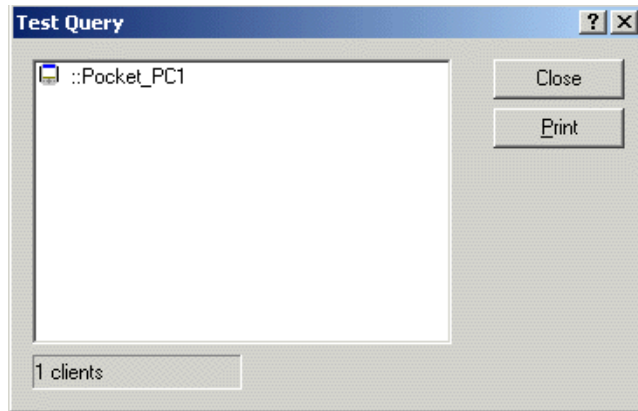 Test Query
::Pocket_PC1
Close
Print
1 clients